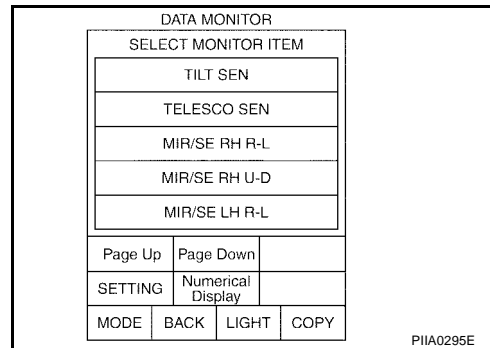 DATA MONITOR
SELECT MONITOR ITEM
TILT SEN
TELESCO SEN
MIR/SE RH R-L
MIR/SE RH U-D
MIR/SE LH R-L
Page Up Page Down
SETTING Numerical
Display
MODE BACK LIGHT COPY
PIIA0295E